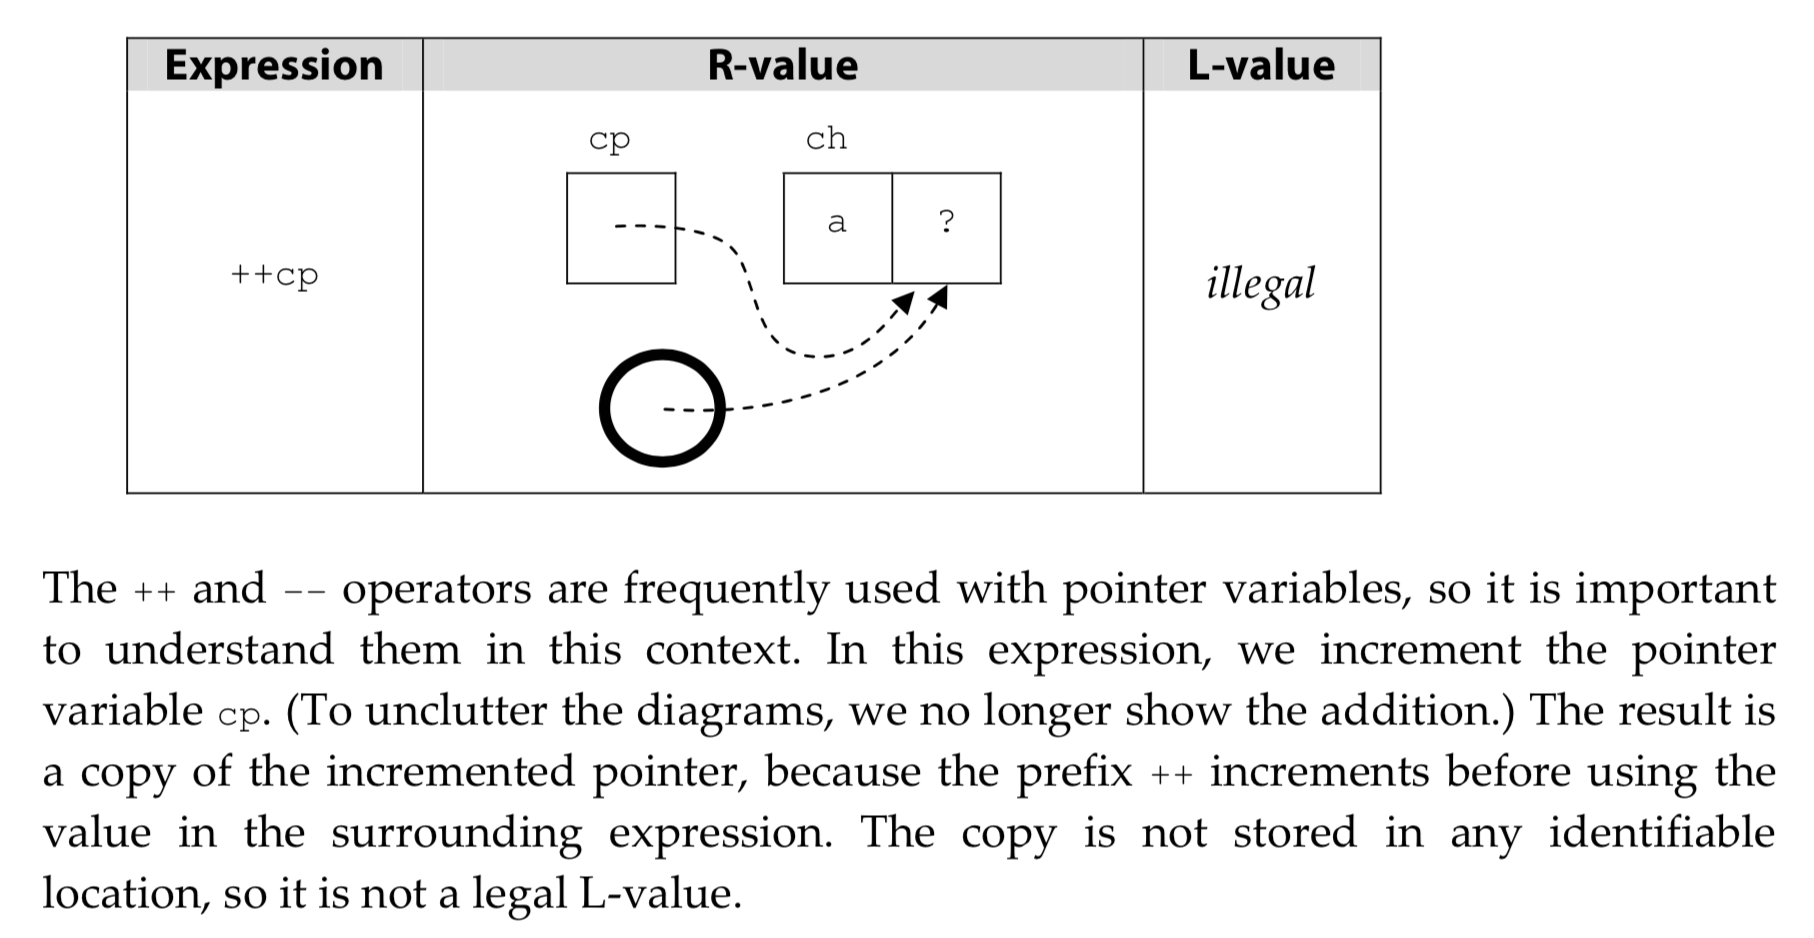 Expression R-value L-value
cp ch
a ?
++cp illegal
The ++ and -- operators are frequently used with pointer variables, so it is important
to understand them in this context. In this expression, we increment the pointer
variable cp. (To unclutter the diagrams, we no longer show the addition.) The result is
a copy of the incremented pointer, because the prefix ++ increments before using the
value in the surrounding expression. The copy is not stored in any identifiable
location, so it is not a legal L-value.